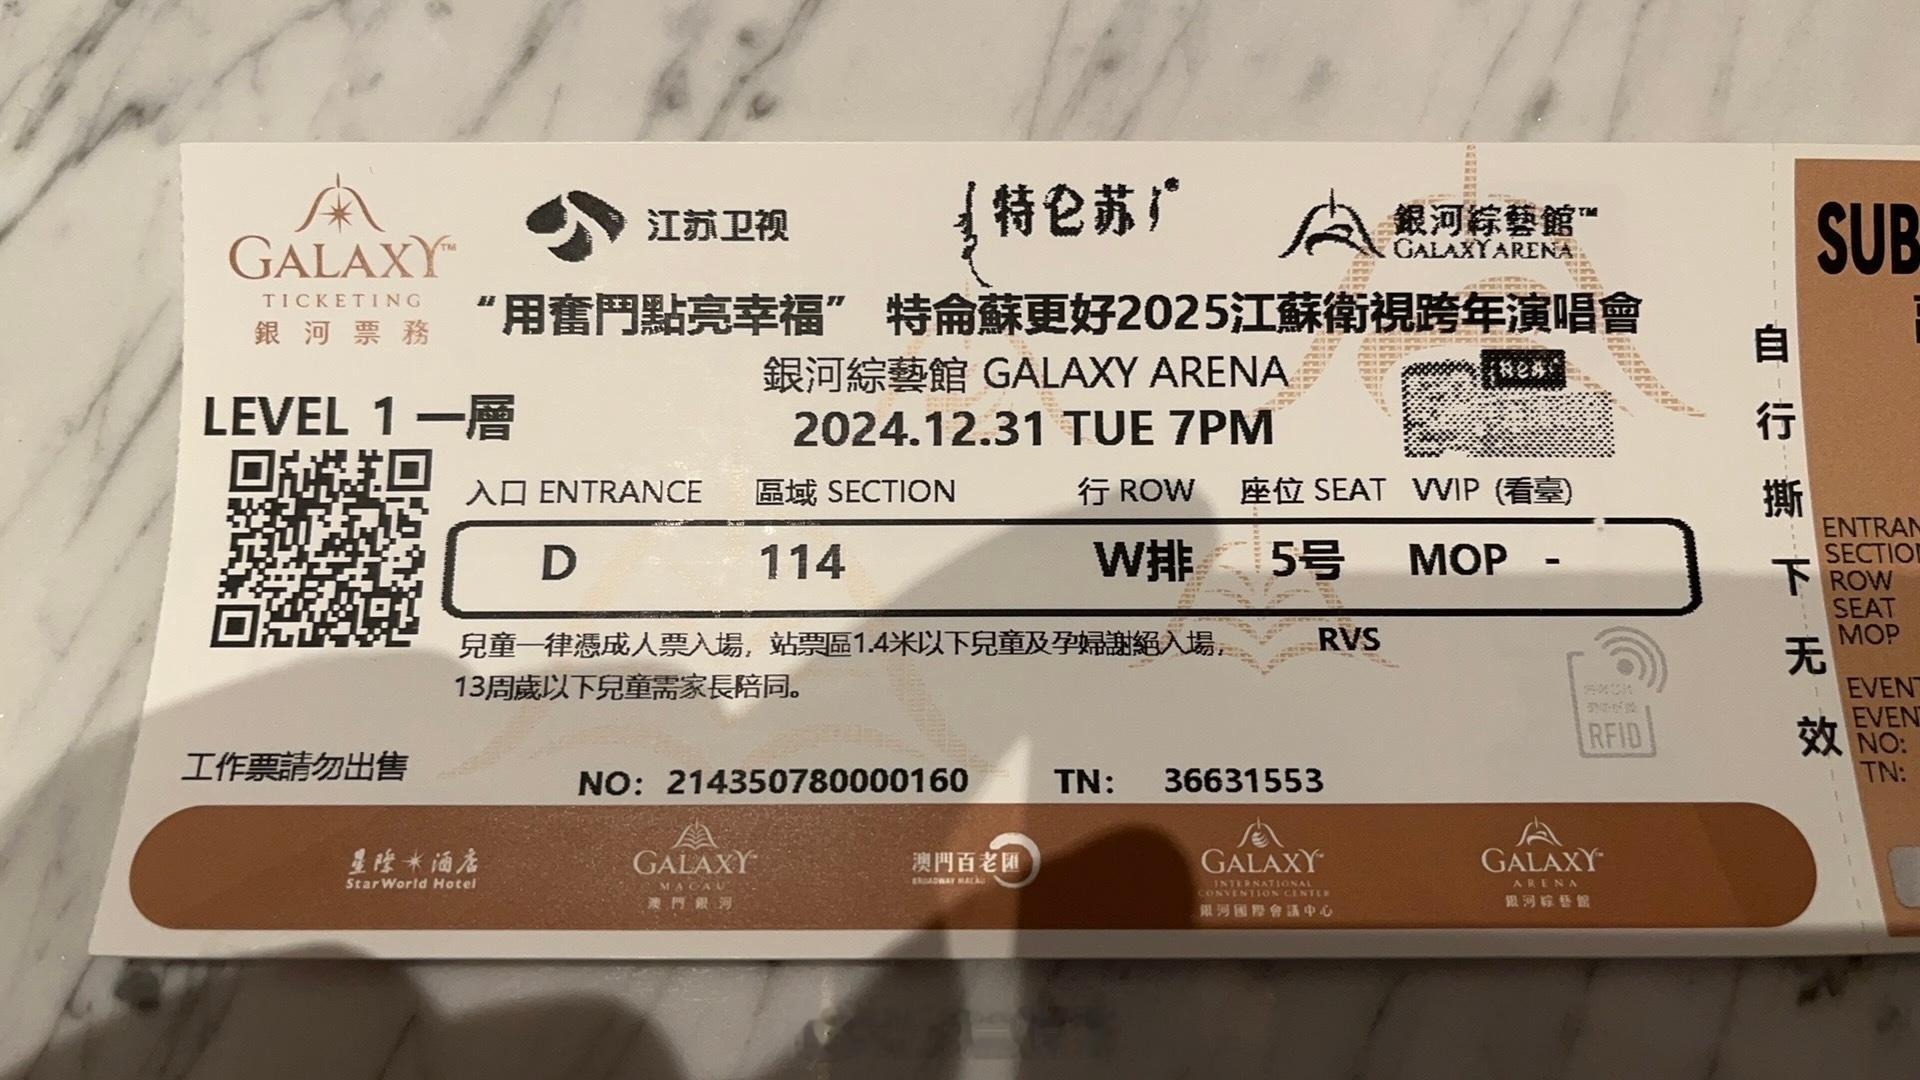 GALAXY™
TICKETING
銀河票務
江苏卫视
特仑苏
銀河綜藝館™
GALAXY ARENA
“用奮鬥點亮幸福” 特侖蘇更好2025江蘇衛視跨年演唱會
銀河綜藝館 GALAXY ARENA
2024.12.31 TUE 7PM
LEVEL 1 一層
入口 ENTRANCE 區域 SECTION 行 ROW 座位 SEAT VVIP (看臺)
D 114 W排 5号 MOP -
兒童一律憑成人票入場，站票區1.4米以下兒童及孕婦謝絕入場，
13周歲以下兒童需家長陪同。
RVS
RFID
工作票請勿出售
NO： 214350780000160 TN： 36631553
星際酒店
StarWorld Hotel
GALAXY™
MACAU
澳門銀河
澳門百老匯
BROADWAY MACAU
GALAXY™
INTERNATIONAL
CONVENTION CENTER
銀河國際會議中心
GALAXY™
ARENA
銀河綜藝館
自行撕下无效
SUB
ENTRAN
SECTION
ROW
SEAT
MOP
EVENT
EVEN
NO:
TN: